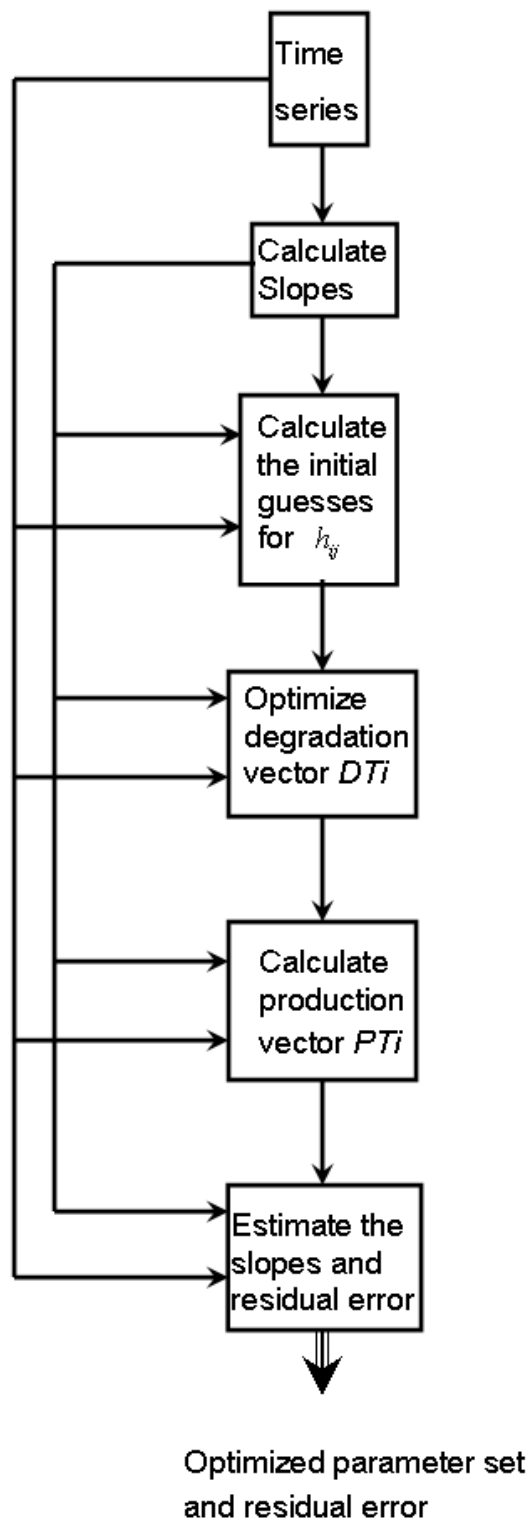 Time
series
Calculate
Slopes
Calculate
the initial
guesses
for h_ij
Optimize
degradation
vector DTi
Calculate
production
vector PTi
Estimate the
slopes and
residual error
Optimized parameter set
and residual error